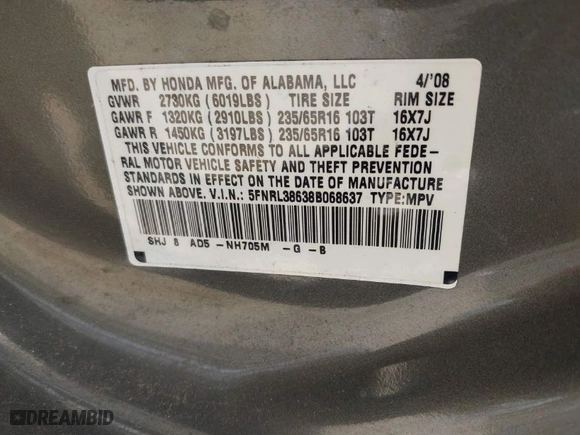 MFD. BY HONDA MFG. OF ALABAMA, LLC 4/'08
GVWR 2730KG (6019LBS) TIRE SIZE RIM SIZE
GAWR F 1320KG (2910LBS) 235/65R16 103T 16X7J
GAWR R 1450KG (3197LBS) 235/65R16 103T 16X7J
THIS VEHICLE CONFORMS TO ALL APPLICABLE FEDE-
RAL MOTOR VEHICLE SAFETY AND THEFT PREVENTION
STANDARDS IN EFFECT ON THE DATE OF MANUFACTURE
SHOWN ABOVE. V.I.N.: 5FNRL38638B068637 TYPE:MPV
SHJ 8 AD5 -NH705M -G -B
DREAMBID